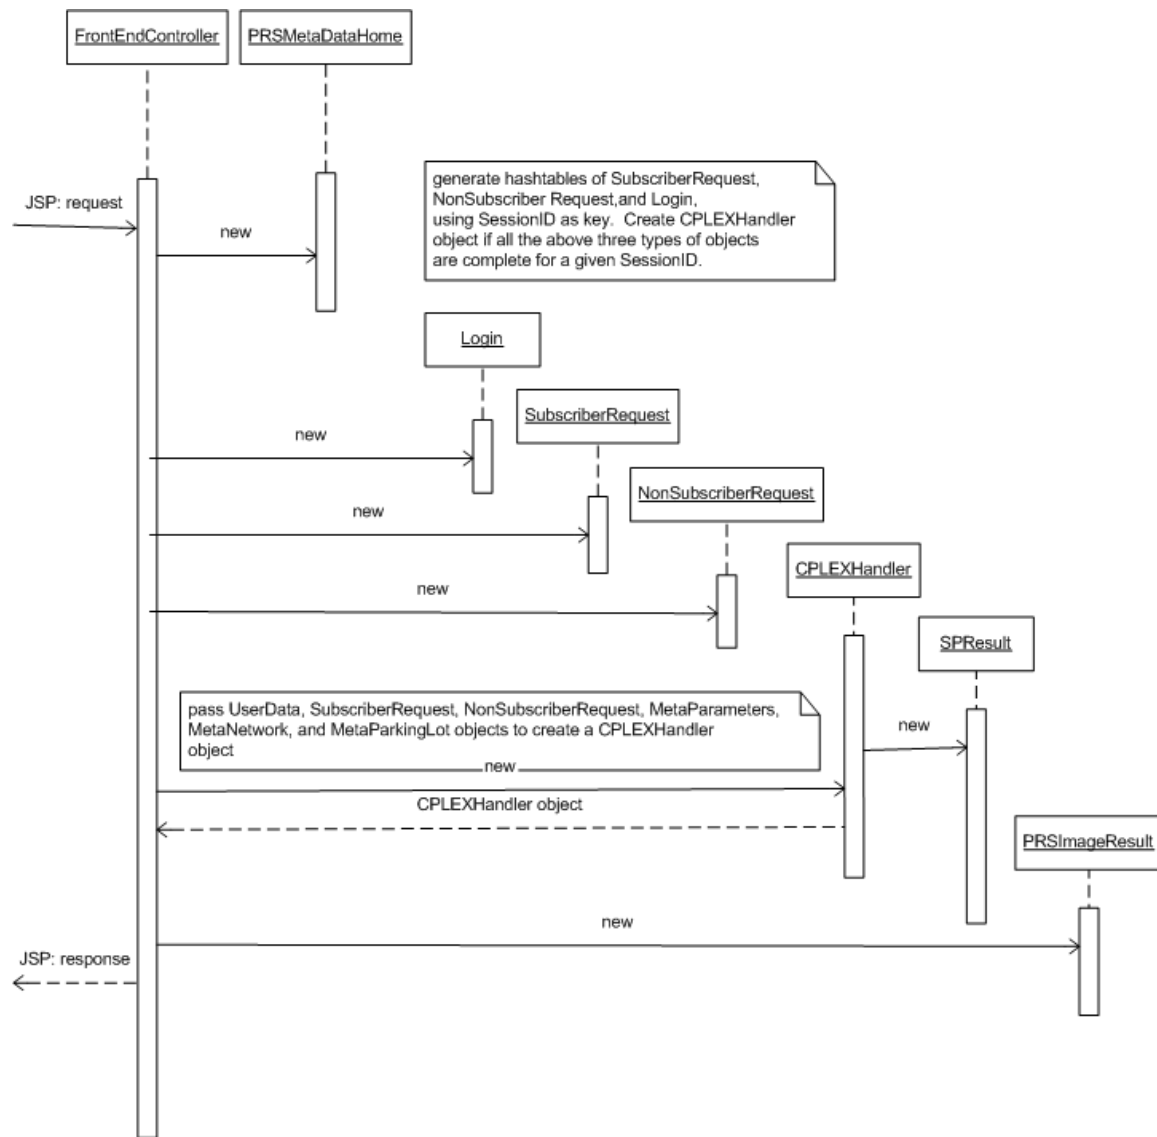 FrontEndController
PRSMetaDataHome
generate hashtables of SubscriberRequest,
NonSubscriber Request,and Login,
using SessionID as key.  Create CPLEXHandler
object if all the above three types of objects
are complete for a given SessionID.
JSP: request
new
Login
SubscriberRequest
new
NonSubscriberRequest
new
CPLEXHandler
new
SPResult
pass UserData, SubscriberRequest, NonSubscriberRequest, MetaParameters,
MetaNetwork, and MetaParkingLot objects to create a CPLEXHandler
object
new
new
CPLEXHandler object
PRSImageResult
new
JSP: response